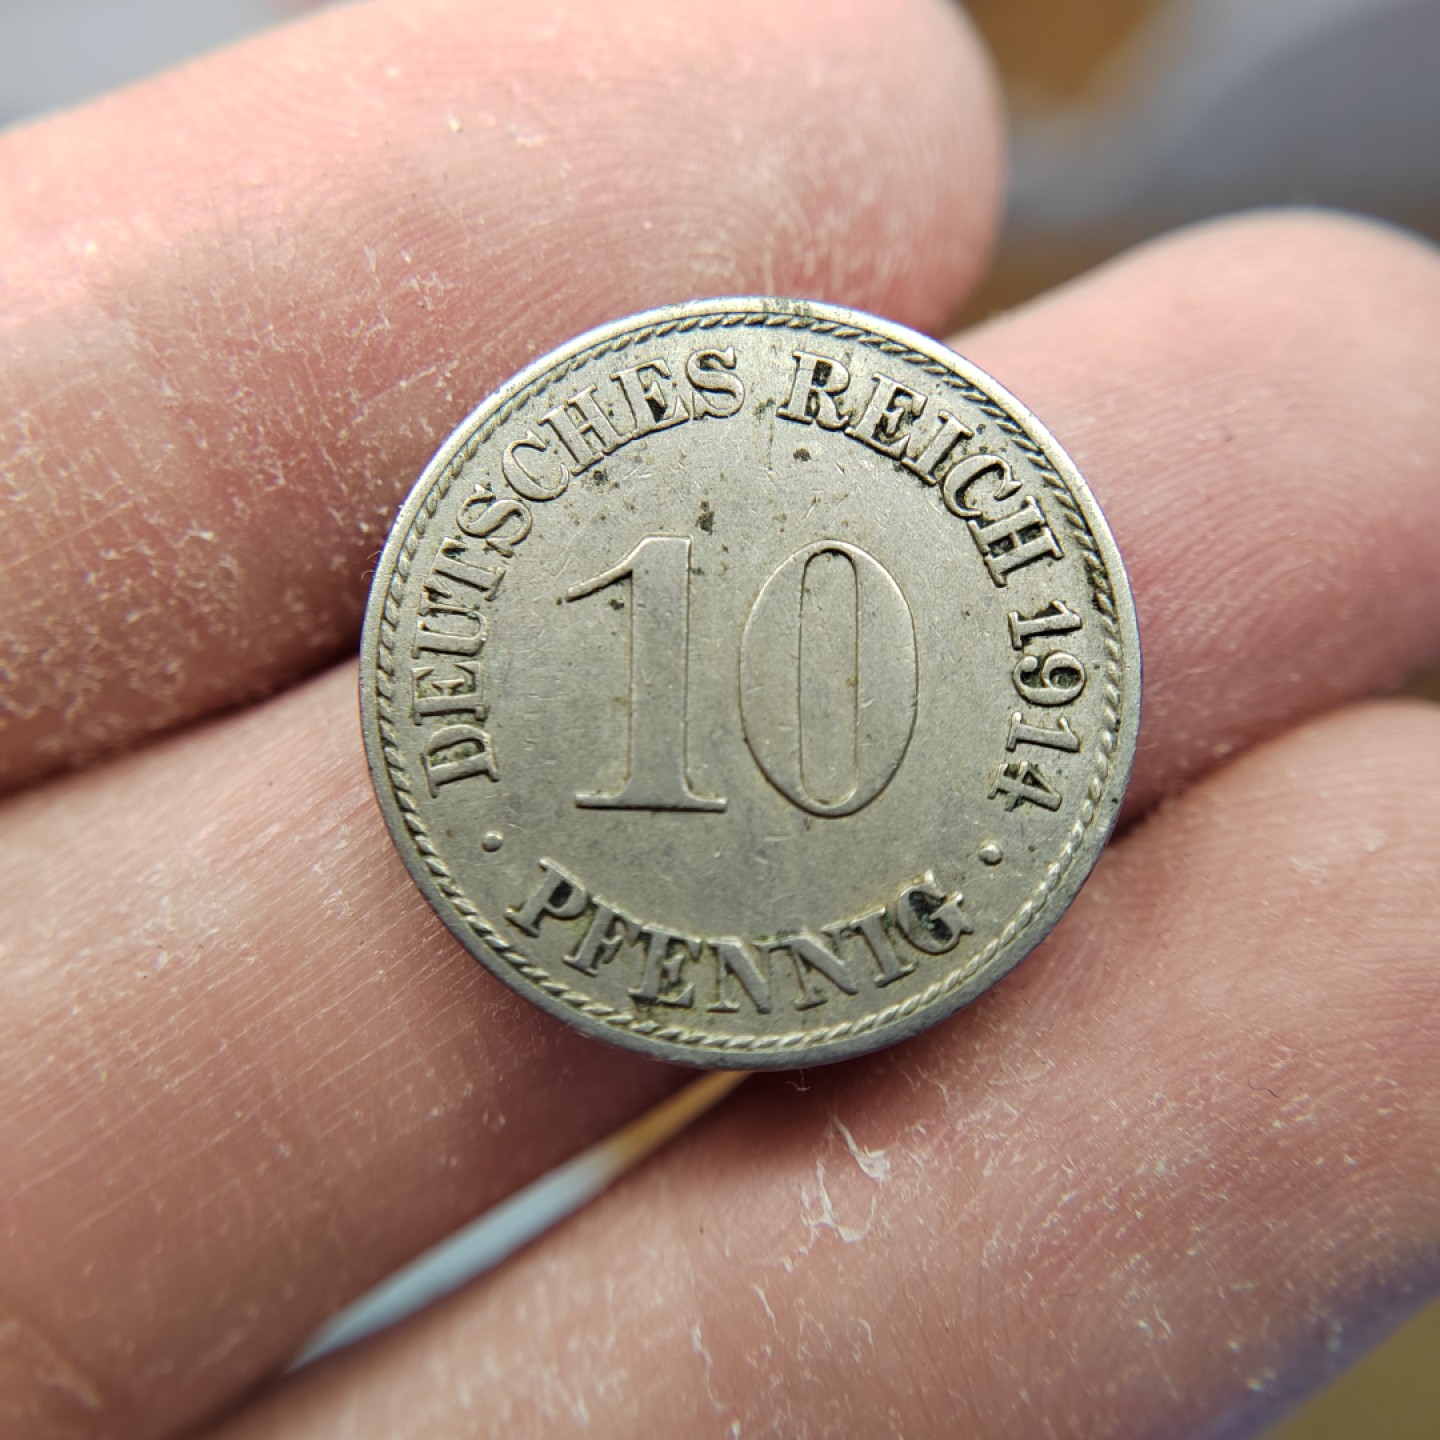 DEUTSCHES REICH 1914
10
• PFENNIG •